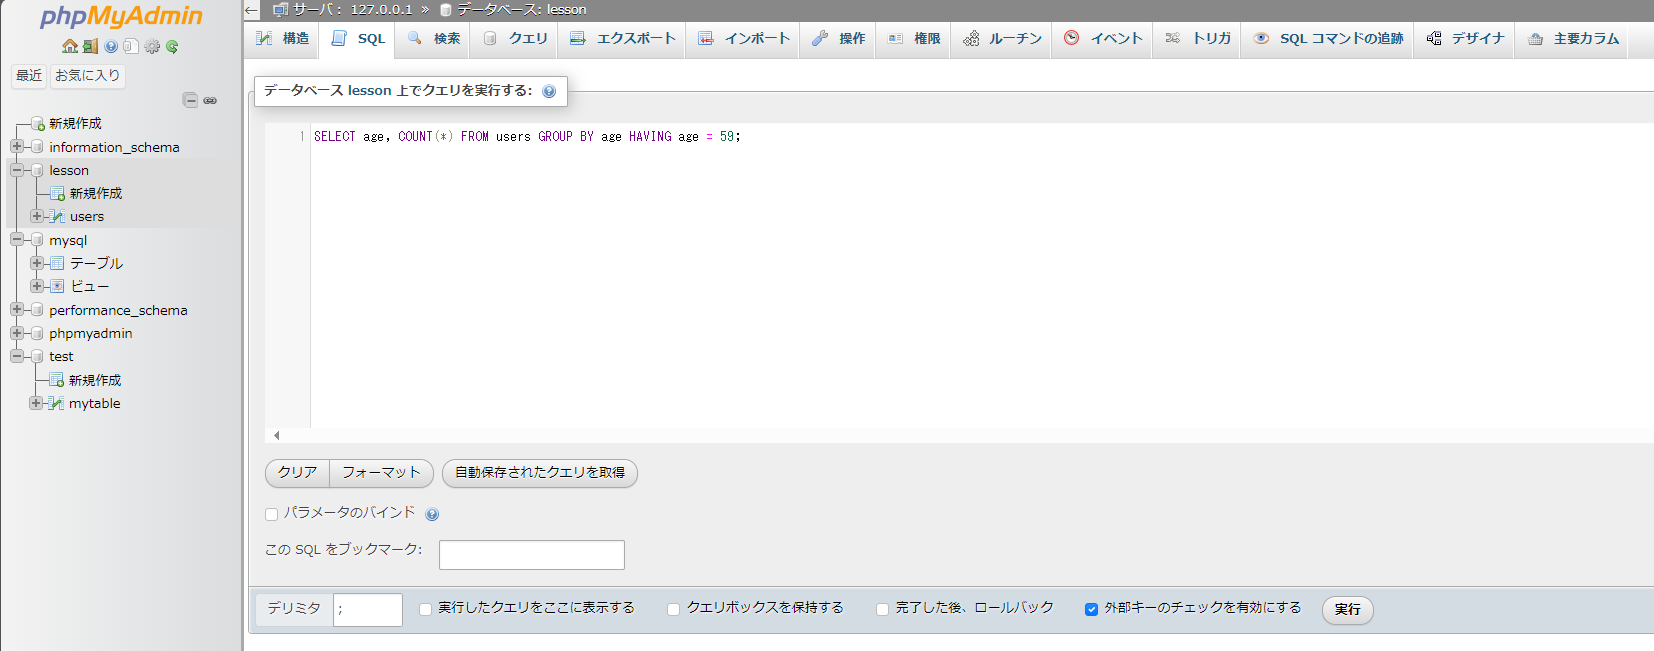 phpMyAdmin
最近 お気に入り
新規作成
information_schema
lesson
新規作成
users
mysql
テーブル
ビュー
performance_schema
phpmyadmin
test
新規作成
mytable
← サーバ： 127.0.0.1 » データベース: lesson
構造 SQL 検索 クエリ エクスポート インポート 操作 権限 ルーチン イベント トリガ SQL コマンドの追跡 デザイナ 主要カラム
データベース lesson 上でクエリを実行する:
1 SELECT age, COUNT(*) FROM users GROUP BY age HAVING age = 59;
クリア フォーマット 自動保存されたクエリを取得
パラメータのバインド
この SQL をブックマーク:
デリミタ ; 実行したクエリをここに表示する クエリボックスを保持する 完了した後、ロールバック 外部キーのチェックを有効にする 実行